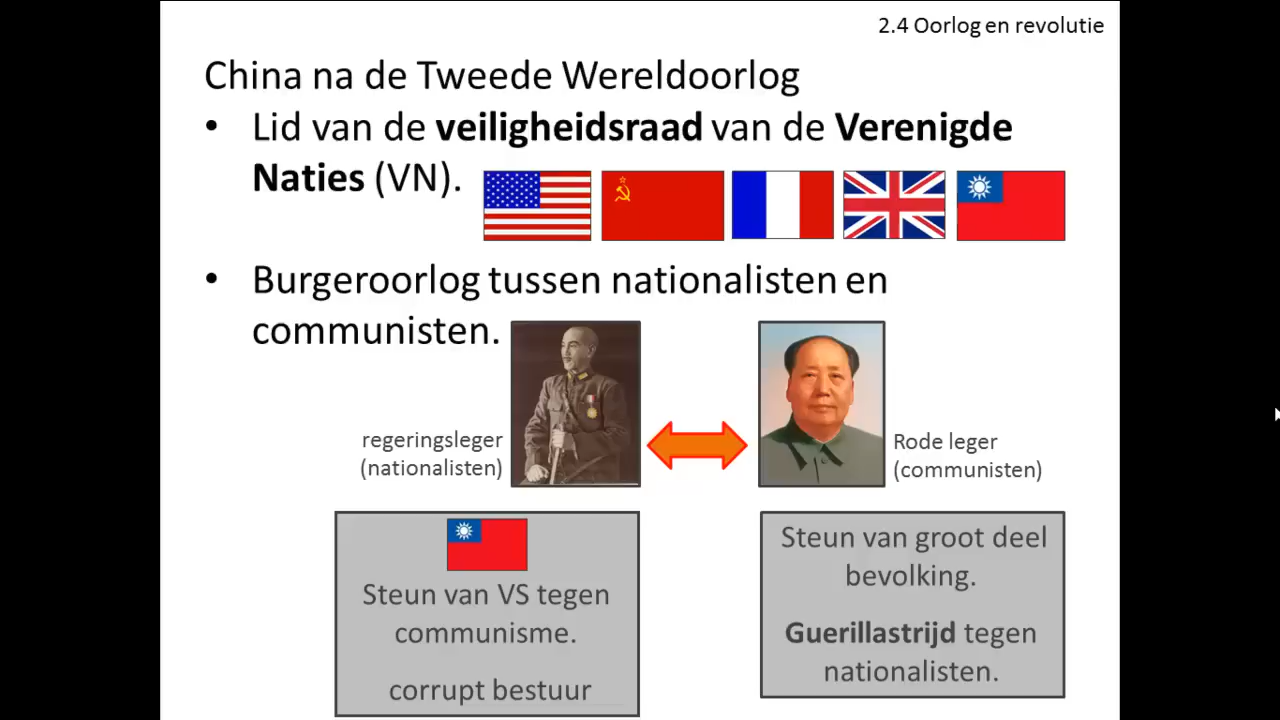 2.4 Oorlog en revolutie
China na de Tweede Wereldoorlog
• Lid van de veiligheidsraad van de Verenigde
Naties (VN).
• Burgeroorlog tussen nationalisten en
communisten.
regeringsleger
(nationalisten)
Rode leger
(communisten)
Steun van VS tegen
communisme.
corrupt bestuur
Steun van groot deel
bevolking.
Guerillastrijd tegen
nationalisten.